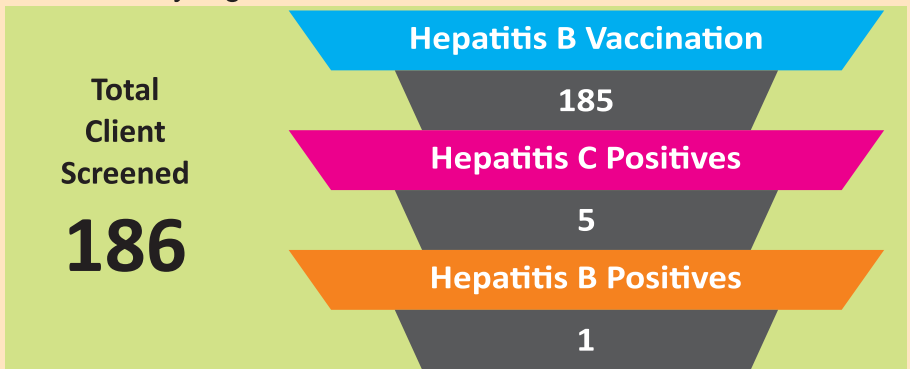 Total
Client
Screened
186
Hepatitis B Vaccination
185
Hepatitis C Positives
5
Hepatitis B Positives
1